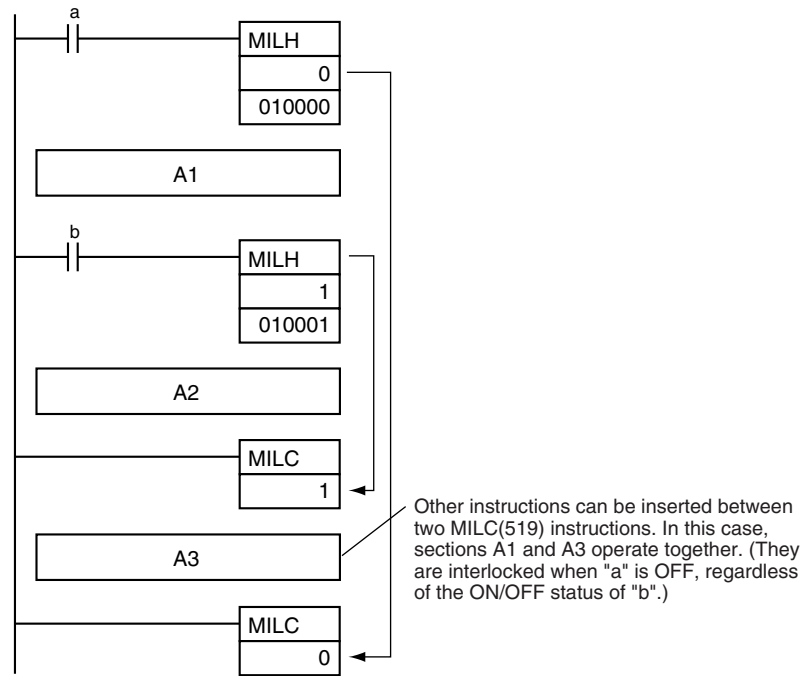 a
MILH
0
010000
A1
b
MILH
1
010001
A2
MILC
1
Other instructions can be inserted between
two MILC(519) instructions. In this case,
sections A1 and A3 operate together. (They
are interlocked when "a" is OFF, regardless
of the ON/OFF status of "b".)
A3
MILC
0